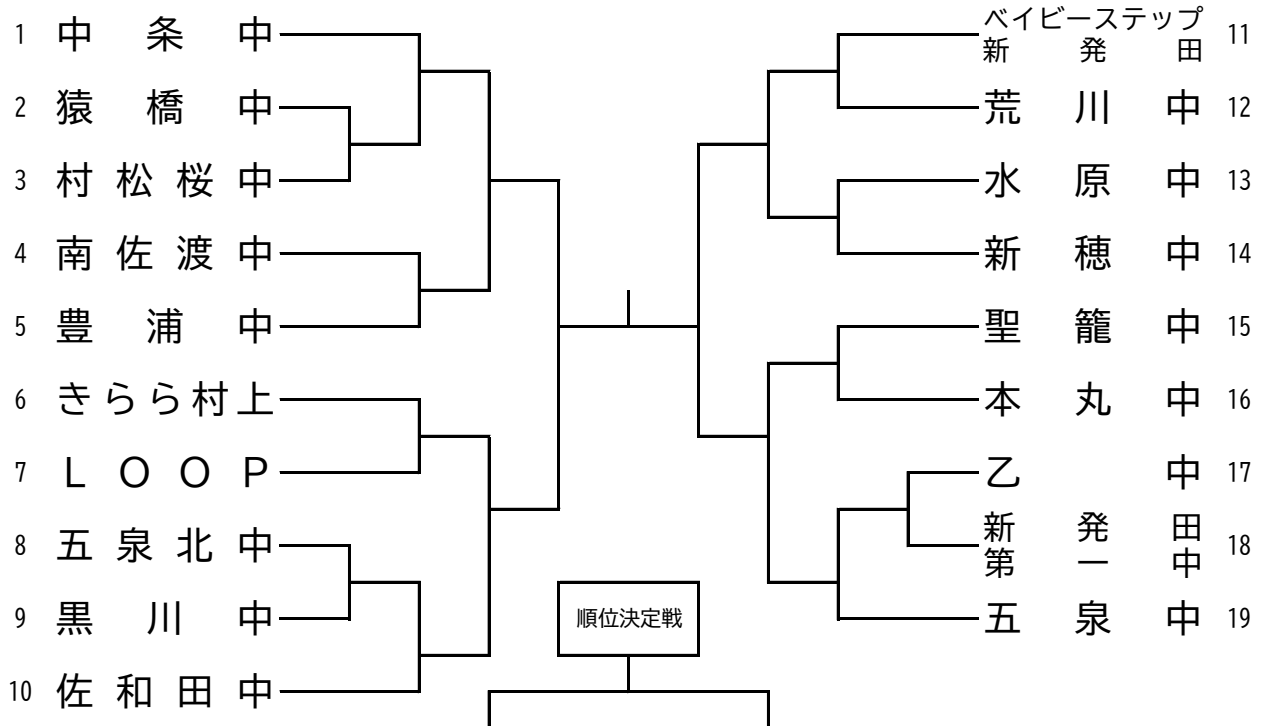 1 中条中
2 猿橋中
3 村松桜中
4 南佐渡中
5 豊浦中
6 きらら村上
7 ＬＯＯＰ
8 五泉北中
9 黒川中
10 佐和田中
ベイビーステップ
新発田 11
荒川中 12
水原中 13
新穂中 14
聖籠中 15
本丸中 16
乙中 17
新発田
第一中 18
五泉中 19
順位決定戦